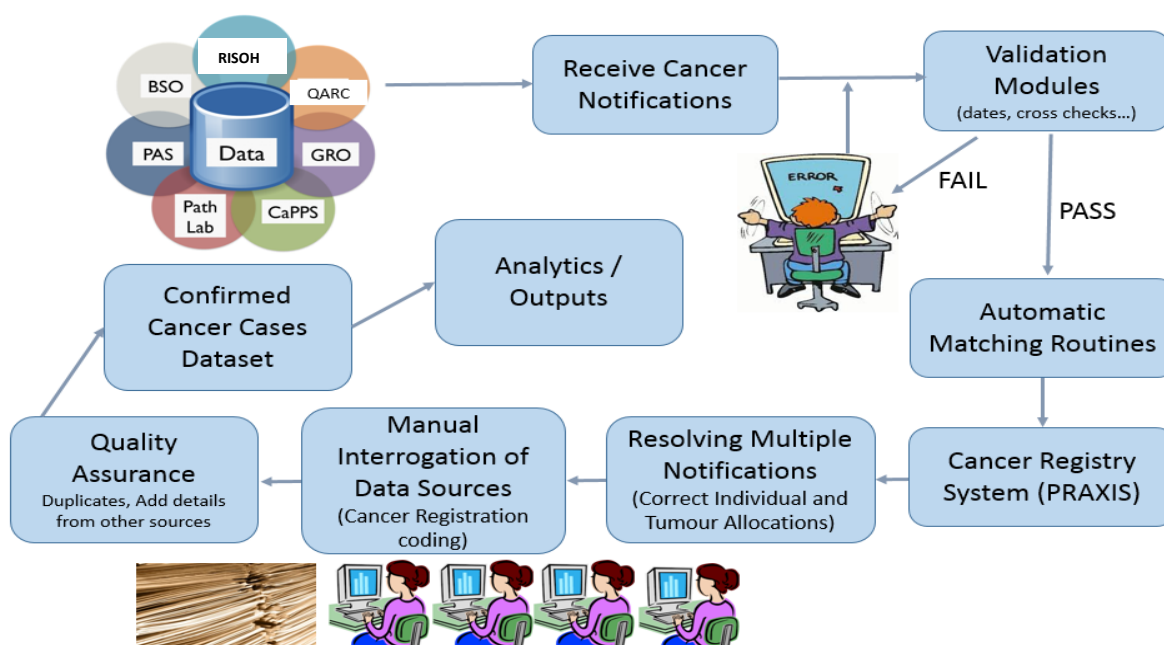 RISOH
BSO
QARC
PAS
Data
GRO
Path
Lab
CaPPS
Receive Cancer
Notifications
Validation
Modules
(dates, cross checks...)
ERROR
FAIL
PASS
Automatic
Matching Routines
Cancer Registry
System (PRAXIS)
Resolving Multiple
Notifications
(Correct Individual and
Tumour Allocations)
Manual
Interrogation of
Data Sources
(Cancer Registration
coding)
Quality
Assurance
Duplicates, Add details
from other sources
Confirmed
Cancer Cases
Dataset
Analytics /
Outputs